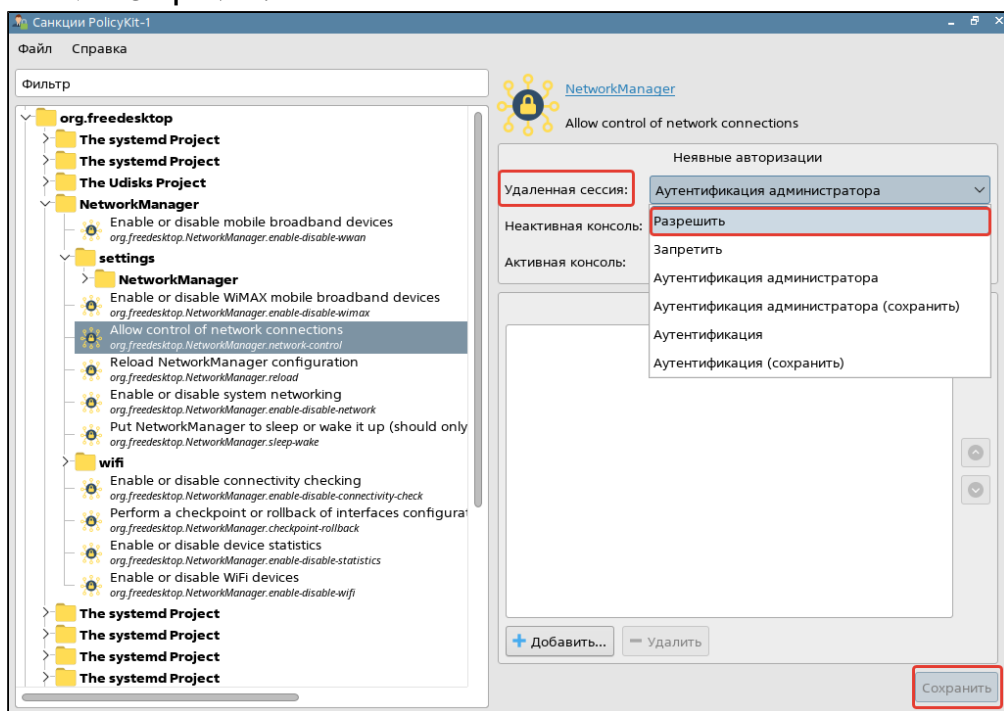 Санкции PolicyKit-1
Файл Справка
Фильтр
org.freedesktop
The systemd Project
The systemd Project
The Udisks Project
NetworkManager
Enable or disable mobile broadband devices
org.freedesktop.NetworkManager.enable-disable-wwan
settings
NetworkManager
Enable or disable WiMAX mobile broadband devices
org.freedesktop.NetworkManager.enable-disable-wimax
Allow control of network connections
org.freedesktop.NetworkManager.network-control
Reload NetworkManager configuration
org.freedesktop.NetworkManager.reload
Enable or disable system networking
org.freedesktop.NetworkManager.enable-disable-network
Put NetworkManager to sleep or wake it up (should only
org.freedesktop.NetworkManager.sleep-wake
wifi
Enable or disable connectivity checking
org.freedesktop.NetworkManager.enable-disable-connectivity-check
Perform a checkpoint or rollback of interfaces configurat
org.freedesktop.NetworkManager.checkpoint-rollback
Enable or disable device statistics
org.freedesktop.NetworkManager.enable-disable-statistics
Enable or disable WiFi devices
org.freedesktop.NetworkManager.enable-disable-wifi
The systemd Project
The systemd Project
The systemd Project
The systemd Project
NetworkManager
Allow control of network connections
Неявные авторизации
Удаленная сессия: Аутентификация администратора
Неактивная консоль:
Активная консоль:
Разрешить
Запретить
Аутентификация администратора
Аутентификация администратора (сохранить)
Аутентификация
Аутентификация (сохранить)
Добавить... Удалить
Сохранить